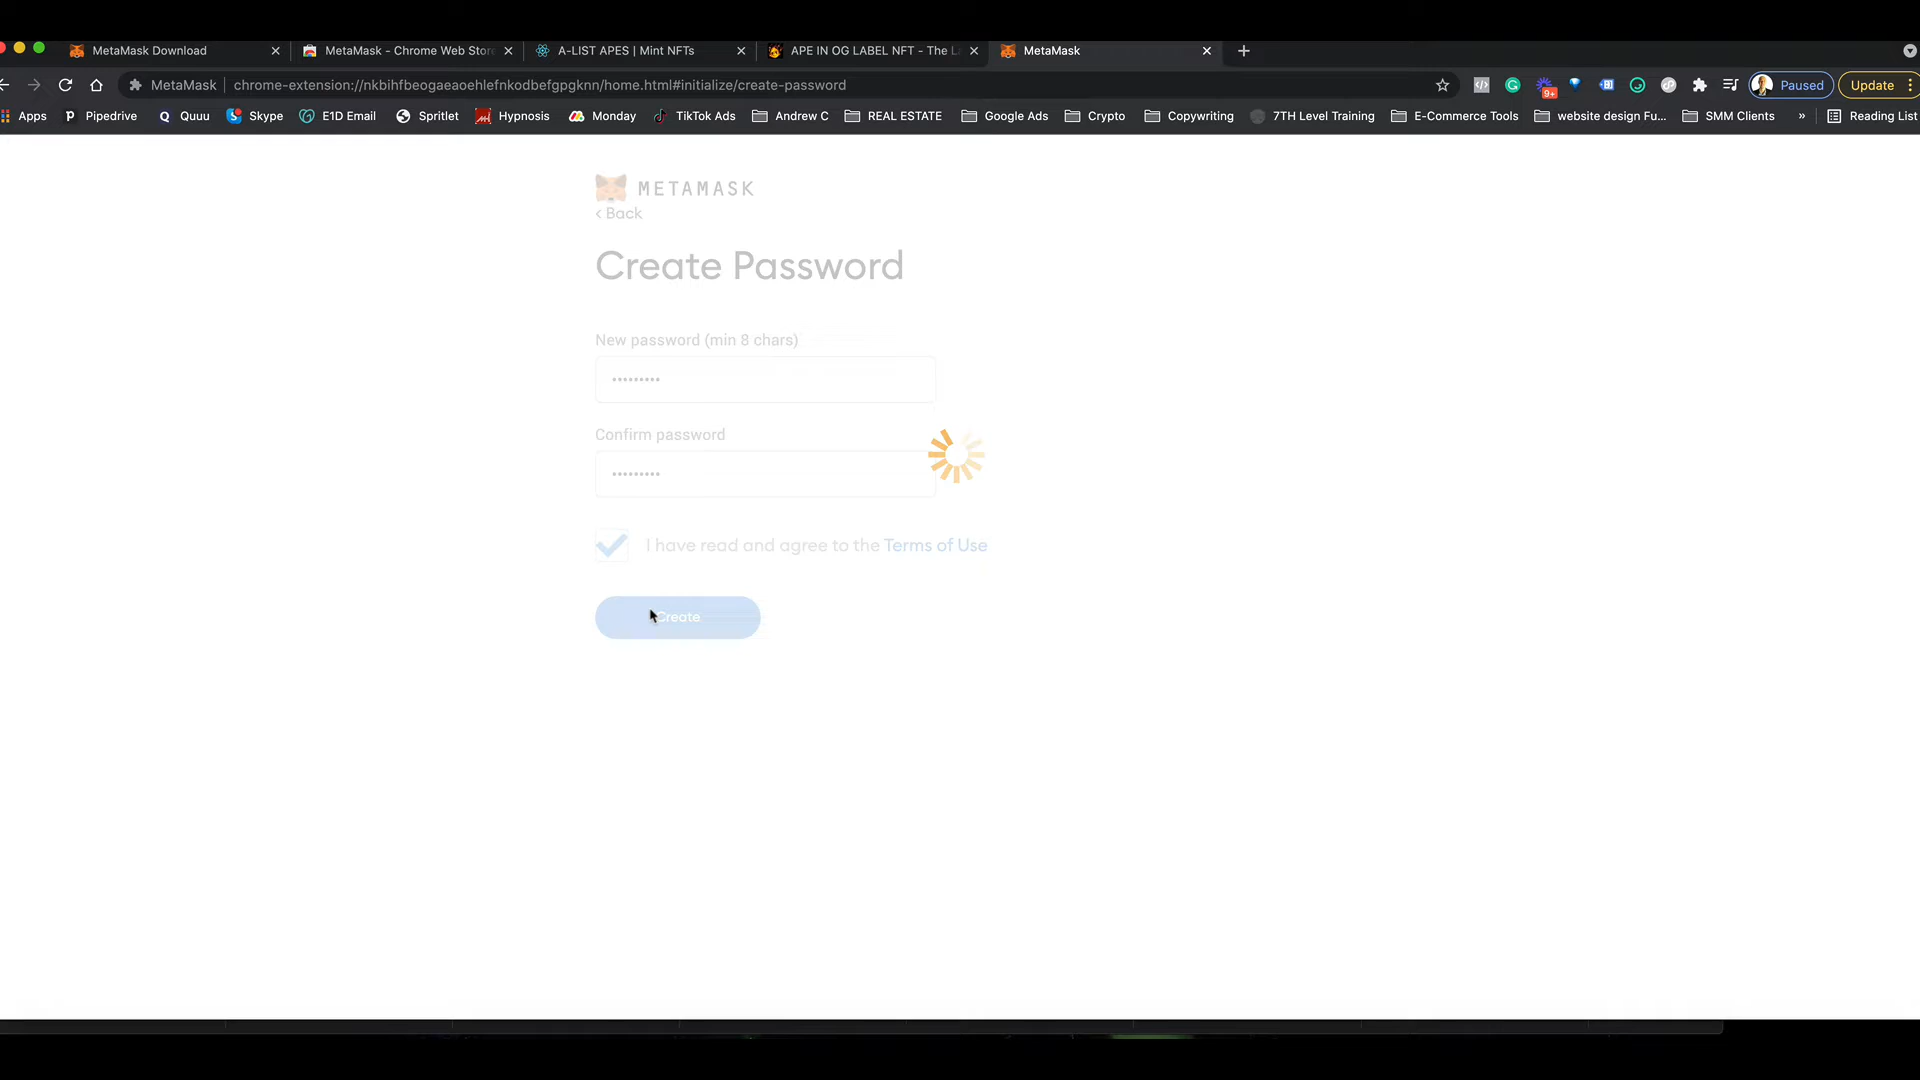 MetaMask Download
MetaMask - Chrome Web Stor
A-LIST APES | Mint NFTs
APE IN OG LABEL NFT - The L
MetaMask
MetaMask
chrome-extension://nkbihfbeogaeaoehlefnkodbefgpgknn/home.html#initialize/create-password
9+
Paused
Update
Apps
Pipedrive
Quuu
Skype
E1D Email
Spritlet
Hypnosis
Monday
TikTok Ads
Andrew C
REAL ESTATE
Google Ads
Crypto
Copywriting
7TH Level Training
E-Commerce Tools
website design Fu...
SMM Clients
»
Reading List
METAMASK
< Back
Create Password
New password (min 8 chars)
•••••••••
Confirm password
•••••••••
I have read and agree to the Terms of Use
Create